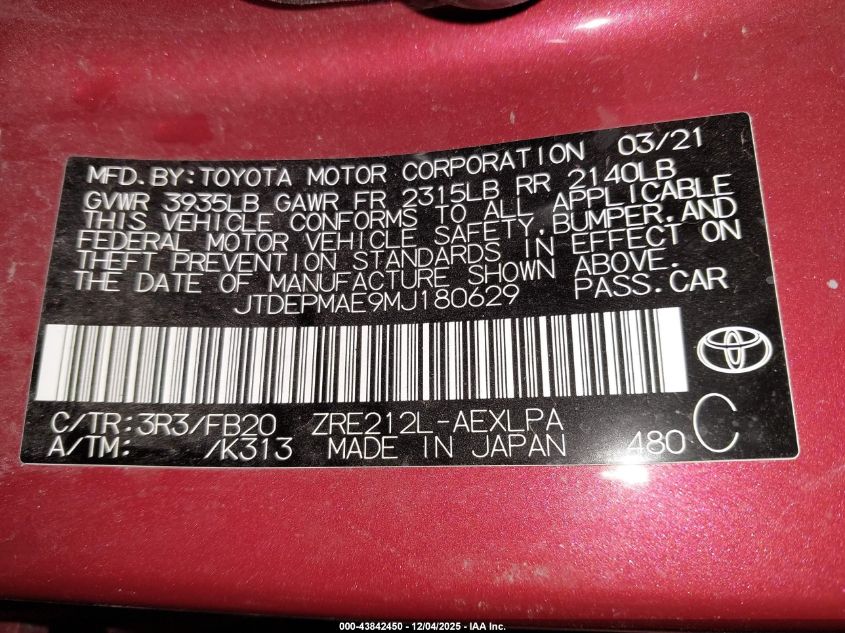 MFD. BY: TOYOTA MOTOR CORPORATION 03/21
GVWR 3935LB GAWR FR 2315LB RR 2140LB
THIS VEHICLE CONFORMS TO ALL APPLICABLE
FEDERAL MOTOR VEHICLE SAFETY, BUMPER, AND
THEFT PREVENTION STANDARDS IN EFFECT ON
THE DATE OF MANUFACTURE SHOWN ABOVE.
JTDEPMAE9MJ180629 PASS. CAR
C/TR: 3R3/FB20 ZRE212L-AEXLPA
A/TM: /K313 MADE IN JAPAN 480 C
000-43842450 - 12/04/2025 - IAA Inc.